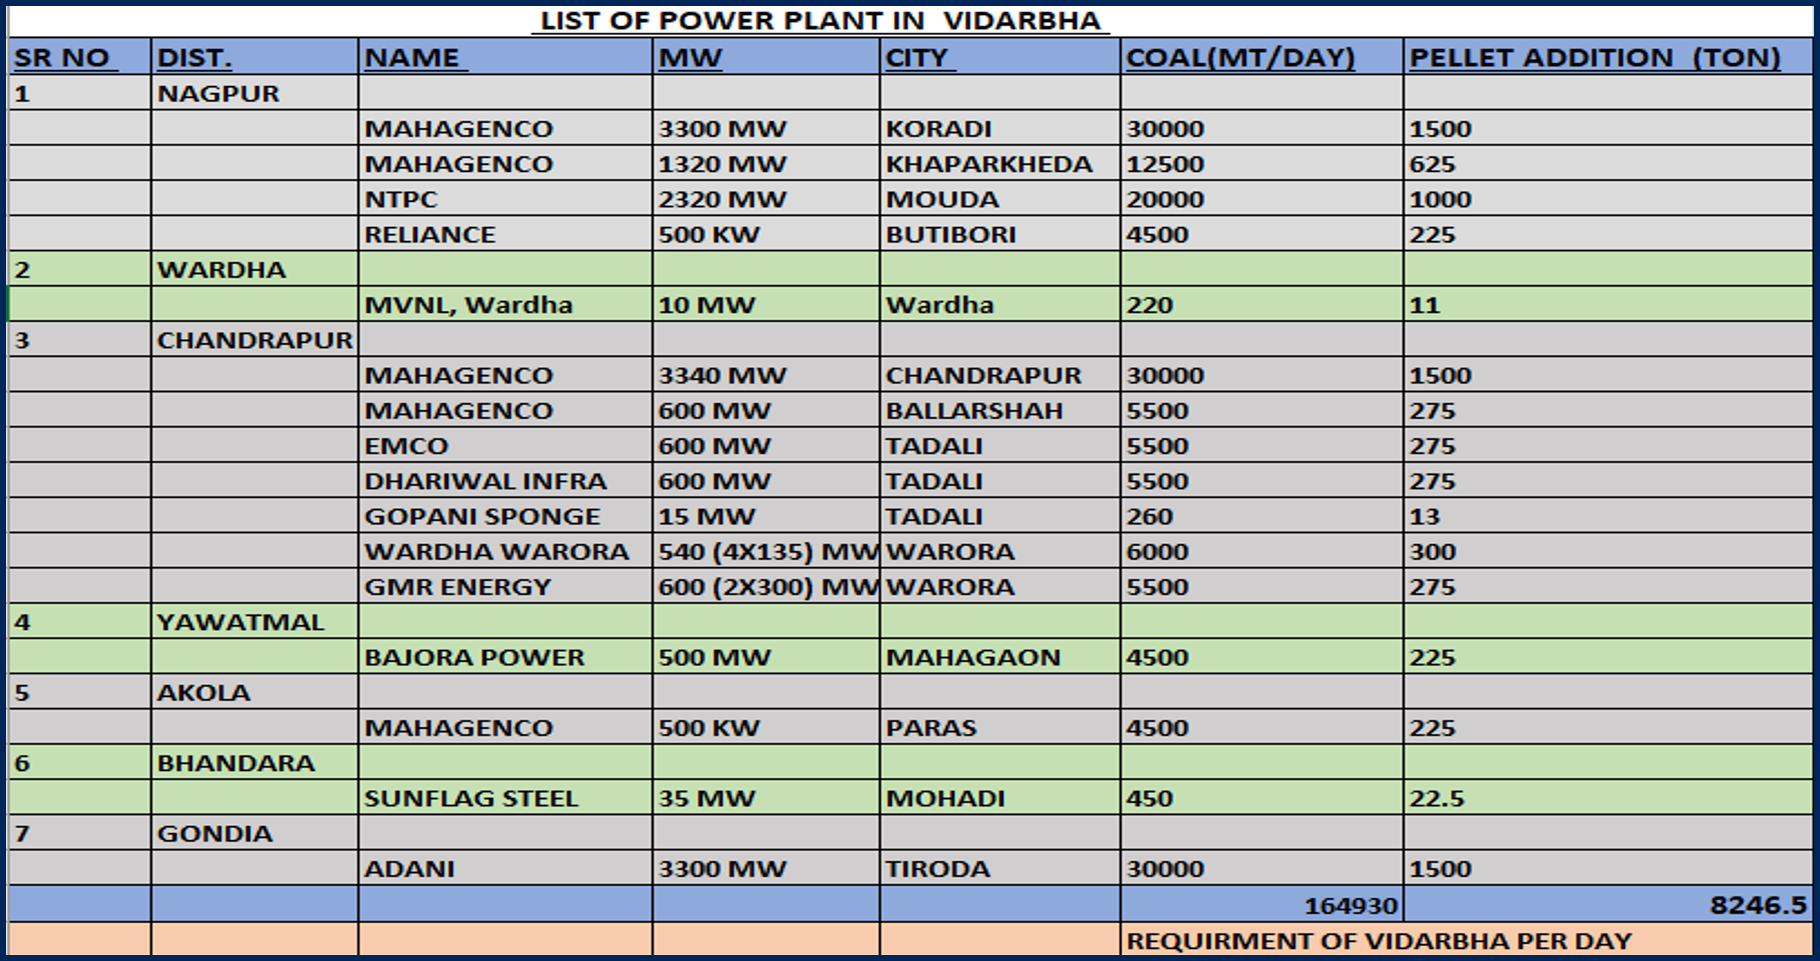 LIST OF POWER PLANT IN VIDARBHA
SR NO DIST. NAME MW CITY COAL(MT/DAY) PELLET ADDITION (TON)
1 NAGPUR
MAHAGENCO 3300 MW KORADI 30000 1500
MAHAGENCO 1320 MW KHAPARKHEDA 12500 625
NTPC 2320 MW MOUDA 20000 1000
RELIANCE 500 KW BUTIBORI 4500 225
2 WARDHA
MVNL, Wardha 10 MW Wardha 220 11
3 CHANDRAPUR
MAHAGENCO 3340 MW CHANDRAPUR 30000 1500
MAHAGENCO 600 MW BALLARSHAH 5500 275
EMCO 600 MW TADALI 5500 275
DHARIWAL INFRA 600 MW TADALI 5500 275
GOPANI SPONGE 15 MW TADALI 260 13
WARDHA WARORA 540 (4X135) MW WARORA 6000 300
GMR ENERGY 600 (2X300) MW WARORA 5500 275
4 YAWATMAL
BAJORA POWER 500 MW MAHAGAON 4500 225
5 AKOLA
MAHAGENCO 500 KW PARAS 4500 225
6 BHANDARA
SUNFLAG STEEL 35 MW MOHADI 450 22.5
7 GONDIA
ADANI 3300 MW TIRODA 30000 1500
164930 8246.5
REQUIRMENT OF VIDARBHA PER DAY